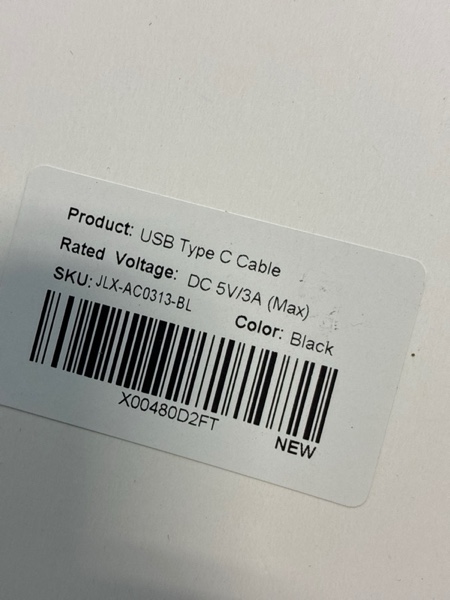 Product: USB Type C Cable
Rated Voltage: DC 5V/3A (Max)
SKU: JLX-AC0313-BL Color: Black
X00480D2FT
NEW